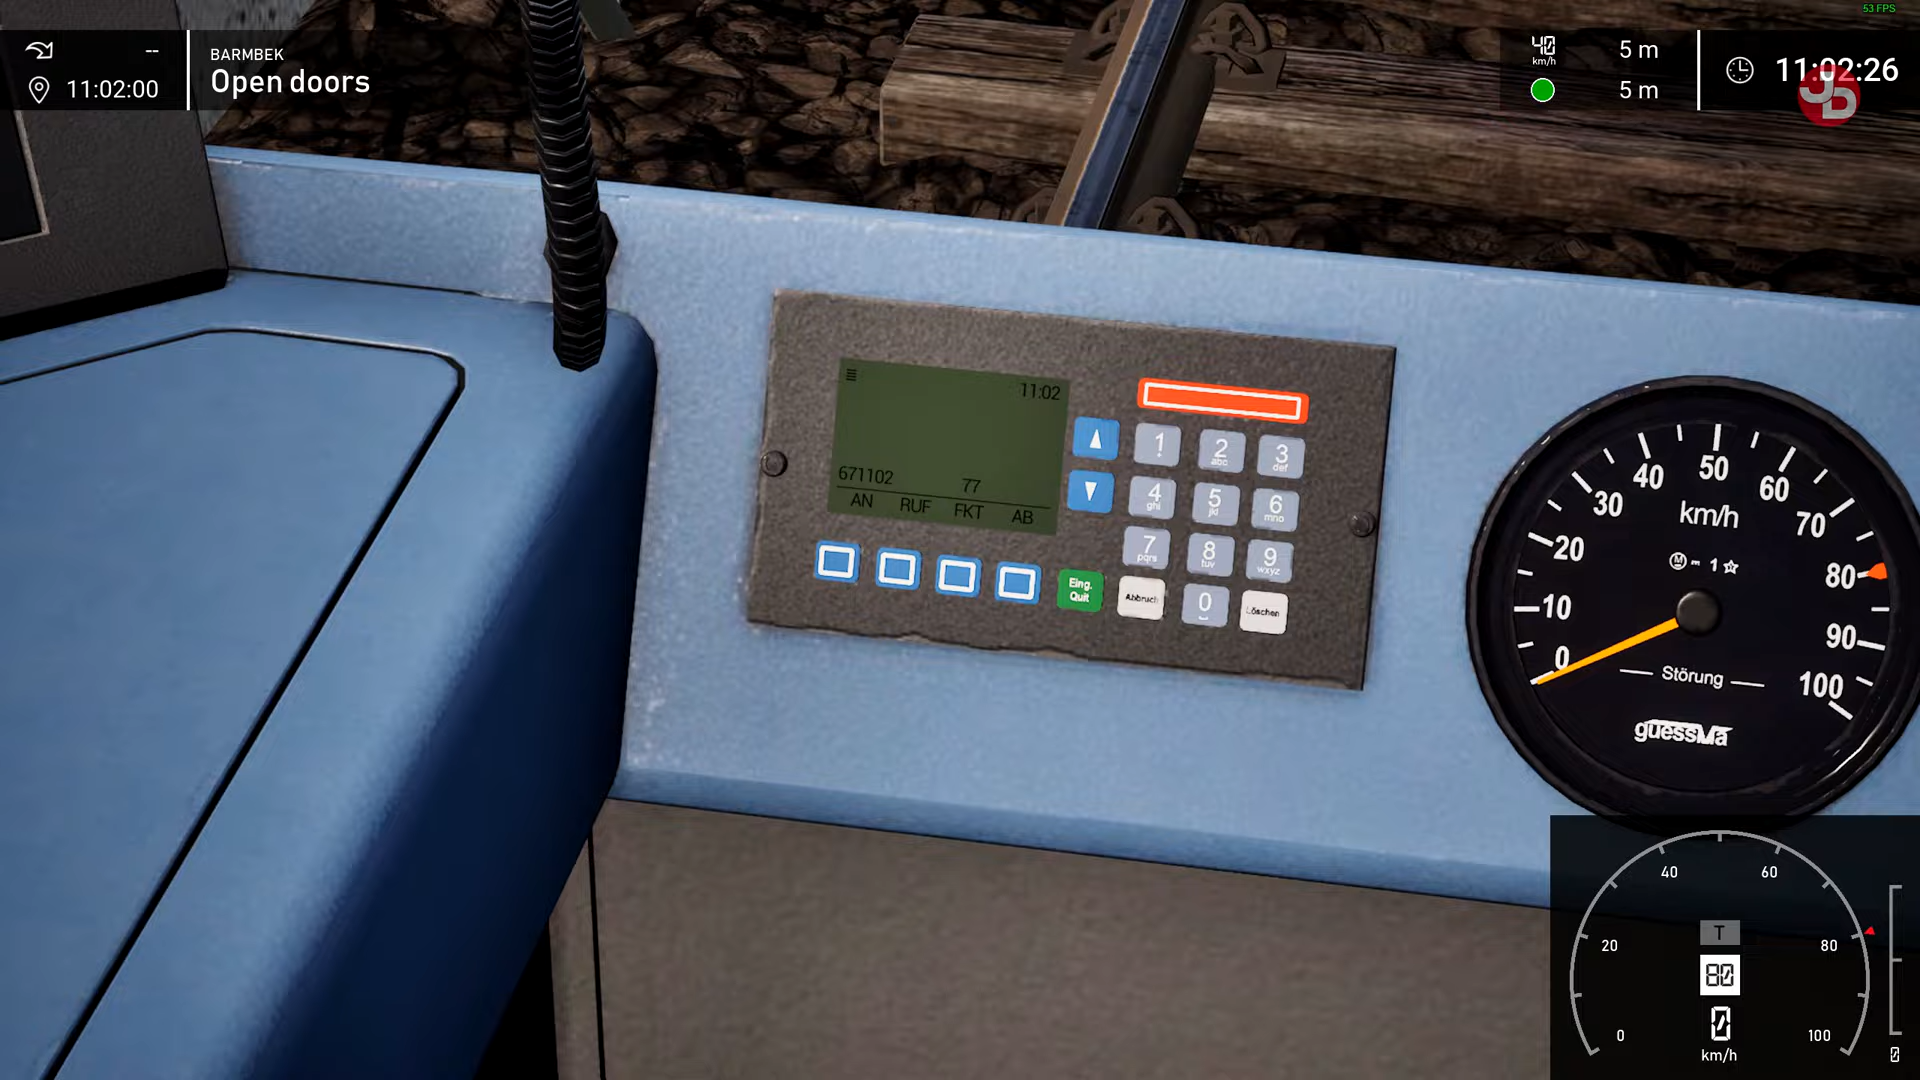 53 FPS
--
11:02:00
BARMBEK
Open doors
40 km/h 5 m
5 m
11:02:26
JD
11:02
671102 77
AN RUF FKT AB
1
2 abc
3 def
4 ghi
5 jkl
6 mno
7 pqrs
8 tuv
9 wxyz
Eing. Quit
Abbruch
0
Löschen
0 10 20 30 40 50 60 70 80 90 100
km/h
M = 1
Störung
guessMa
0 20 40 60 80 100
T
80
0
km/h
0